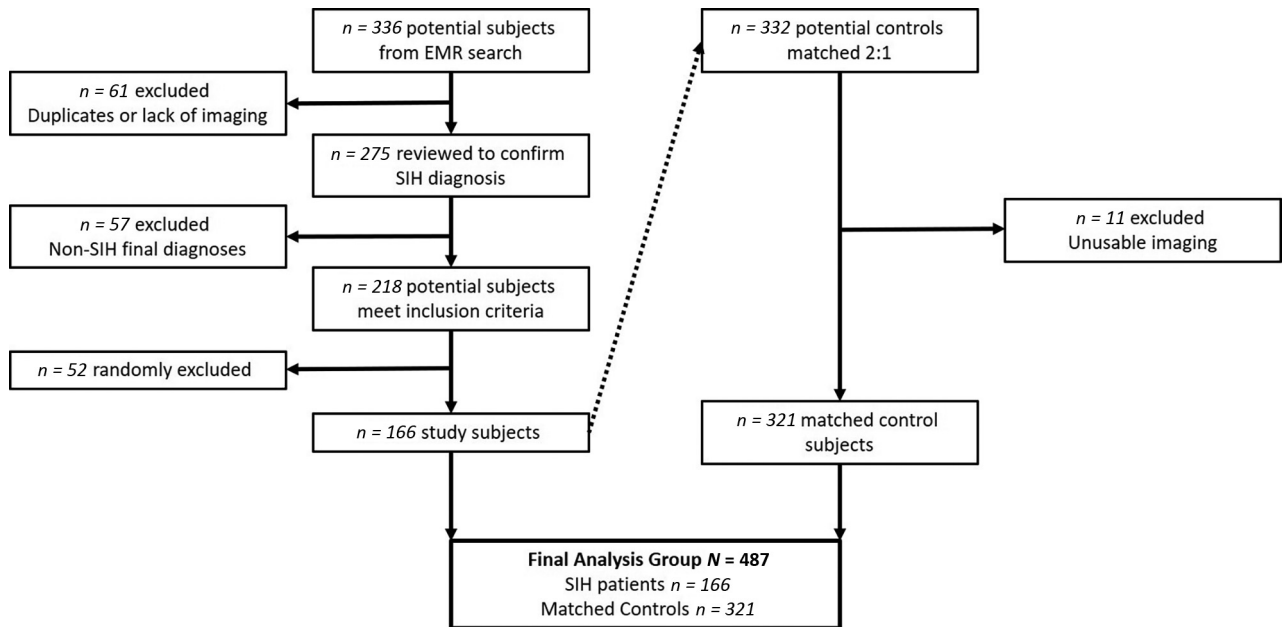 n = 336 potential subjects
from EMR search
n = 61 excluded
Duplicates or lack of imaging
n = 275 reviewed to confirm
SIH diagnosis
n = 57 excluded
Non-SIH final diagnoses
n = 218 potential subjects
meet inclusion criteria
n = 52 randomly excluded
n = 166 study subjects
n = 332 potential controls
matched 2:1
n = 11 excluded
Unusable imaging
n = 321 matched control
subjects
Final Analysis Group N = 487
SIH patients n = 166
Matched Controls n = 321